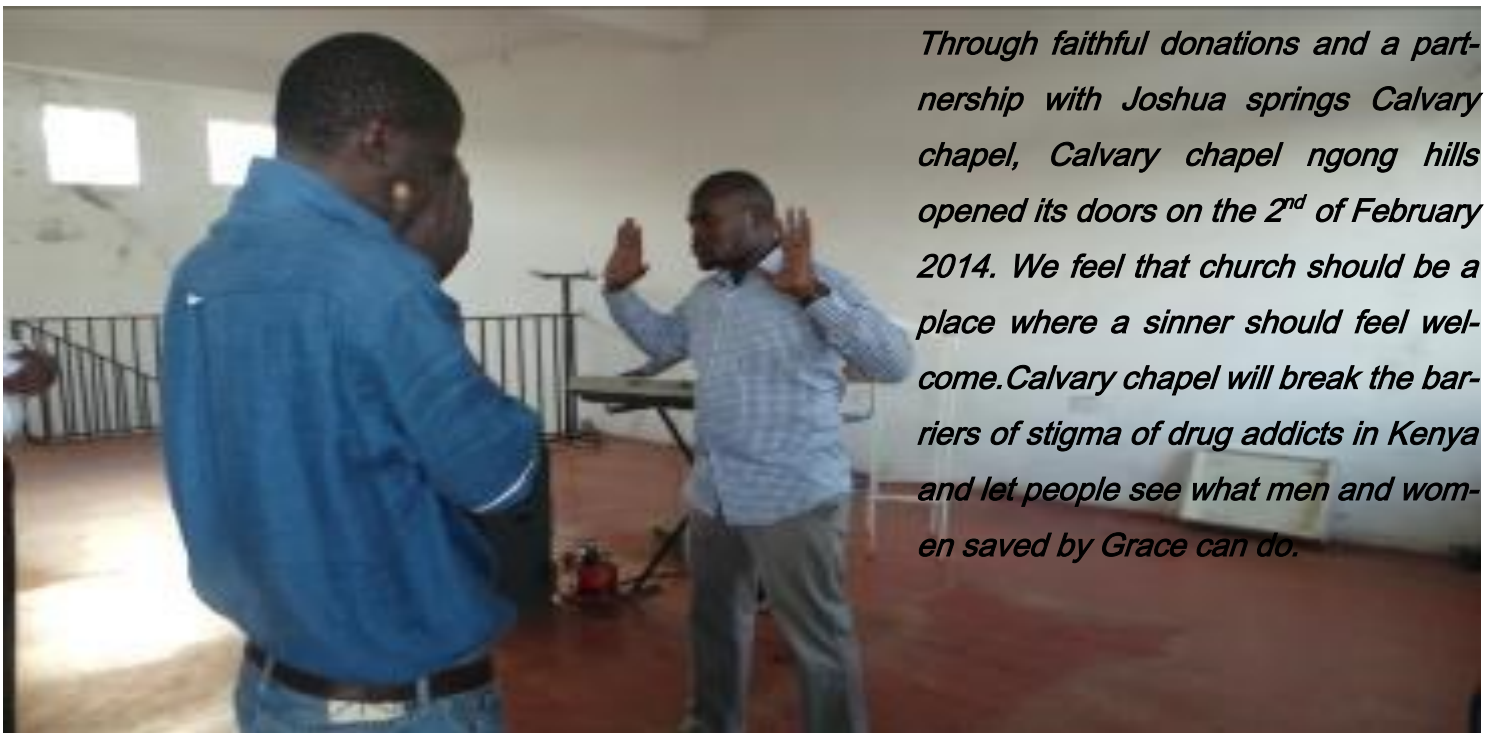 Through faithful donations and a part-
nership with Joshua springs Calvary
chapel, Calvary chapel ngong hills
opened its doors on the 2nd of February
2014. We feel that church should be a
place where a sinner should feel wel-
come.Calvary chapel will break the bar-
riers of stigma of drug addicts in Kenya
and let people see what men and wom-
en saved by Grace can do.